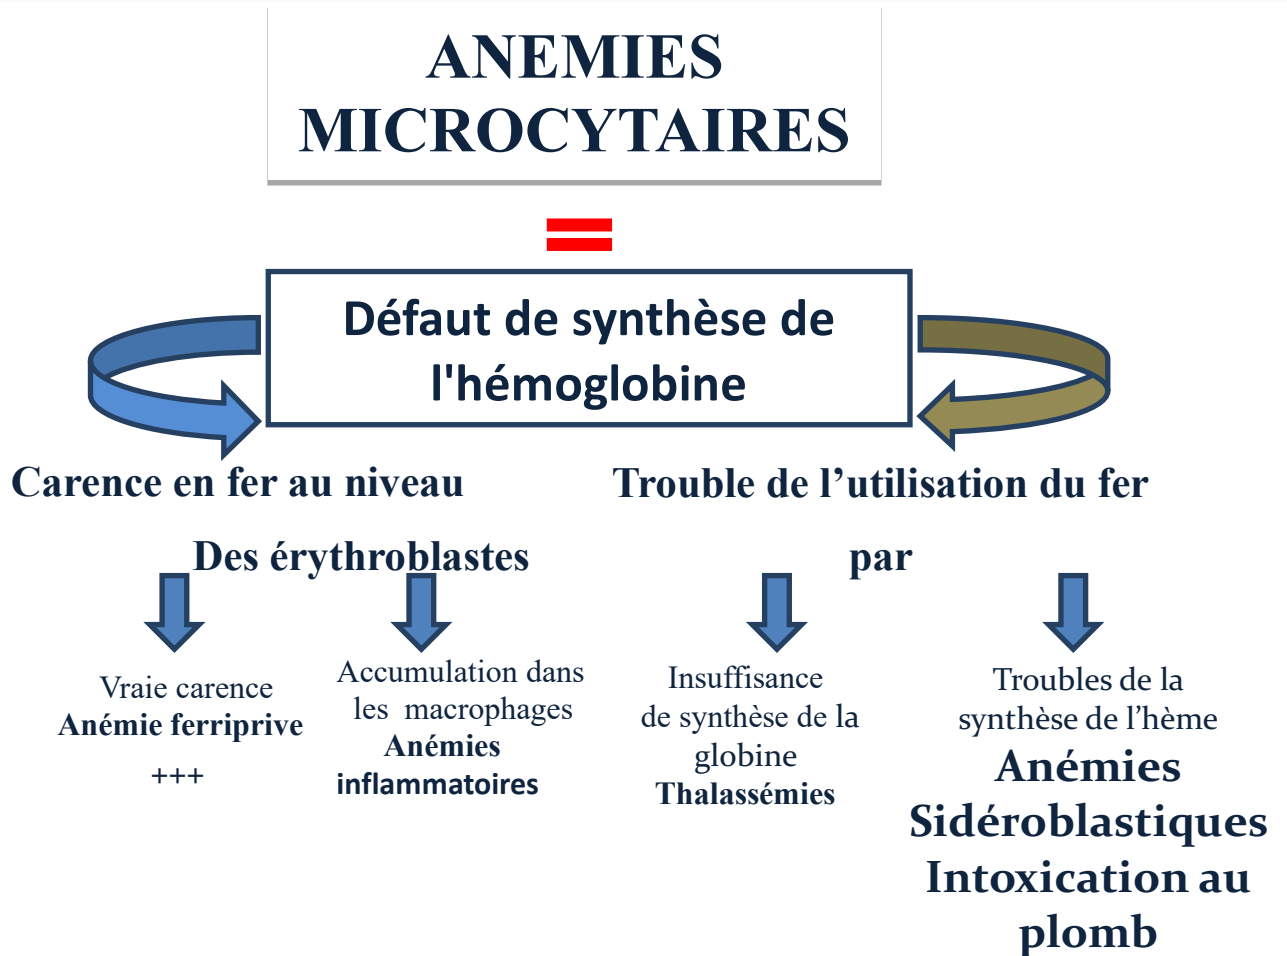 ANEMIES
MICROCYTAIRES
=
Défaut de synthèse de
l'hémoglobine
Carence en fer au niveau
Des érythroblastes
Trouble de l’utilisation du fer
par
Vraie carence
Anémie ferriprive
+++
Accumulation dans
les macrophages
Anémies
inflammatoires
Insuffisance
de synthèse de la
globine
Thalassémies
Troubles de la
synthèse de l’hème
Anémies
Sidéroblastiques
Intoxication au
plomb